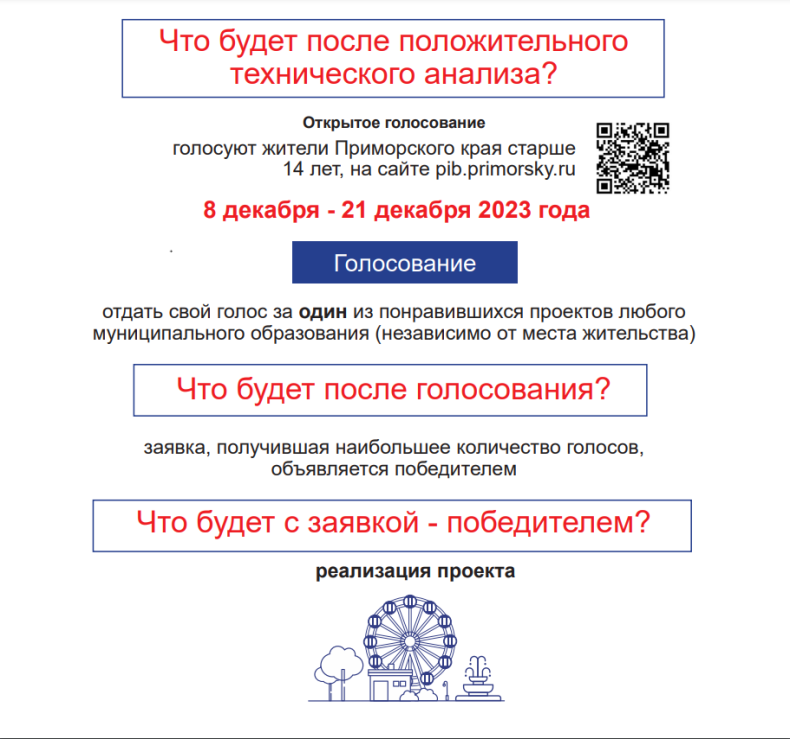 Что будет после положительного
технического анализа?
Открытое голосование
голосуют жители Приморского края старше
14 лет, на сайте pib.primorsky.ru
8 декабря - 21 декабря 2023 года
Голосование
отдать свой голос за один из понравившихся проектов любого
муниципального образования (независимо от места жительства)
Что будет после голосования?
заявка, получившая наибольшее количество голосов,
объявляется победителем
Что будет с заявкой - победителем?
реализация проекта